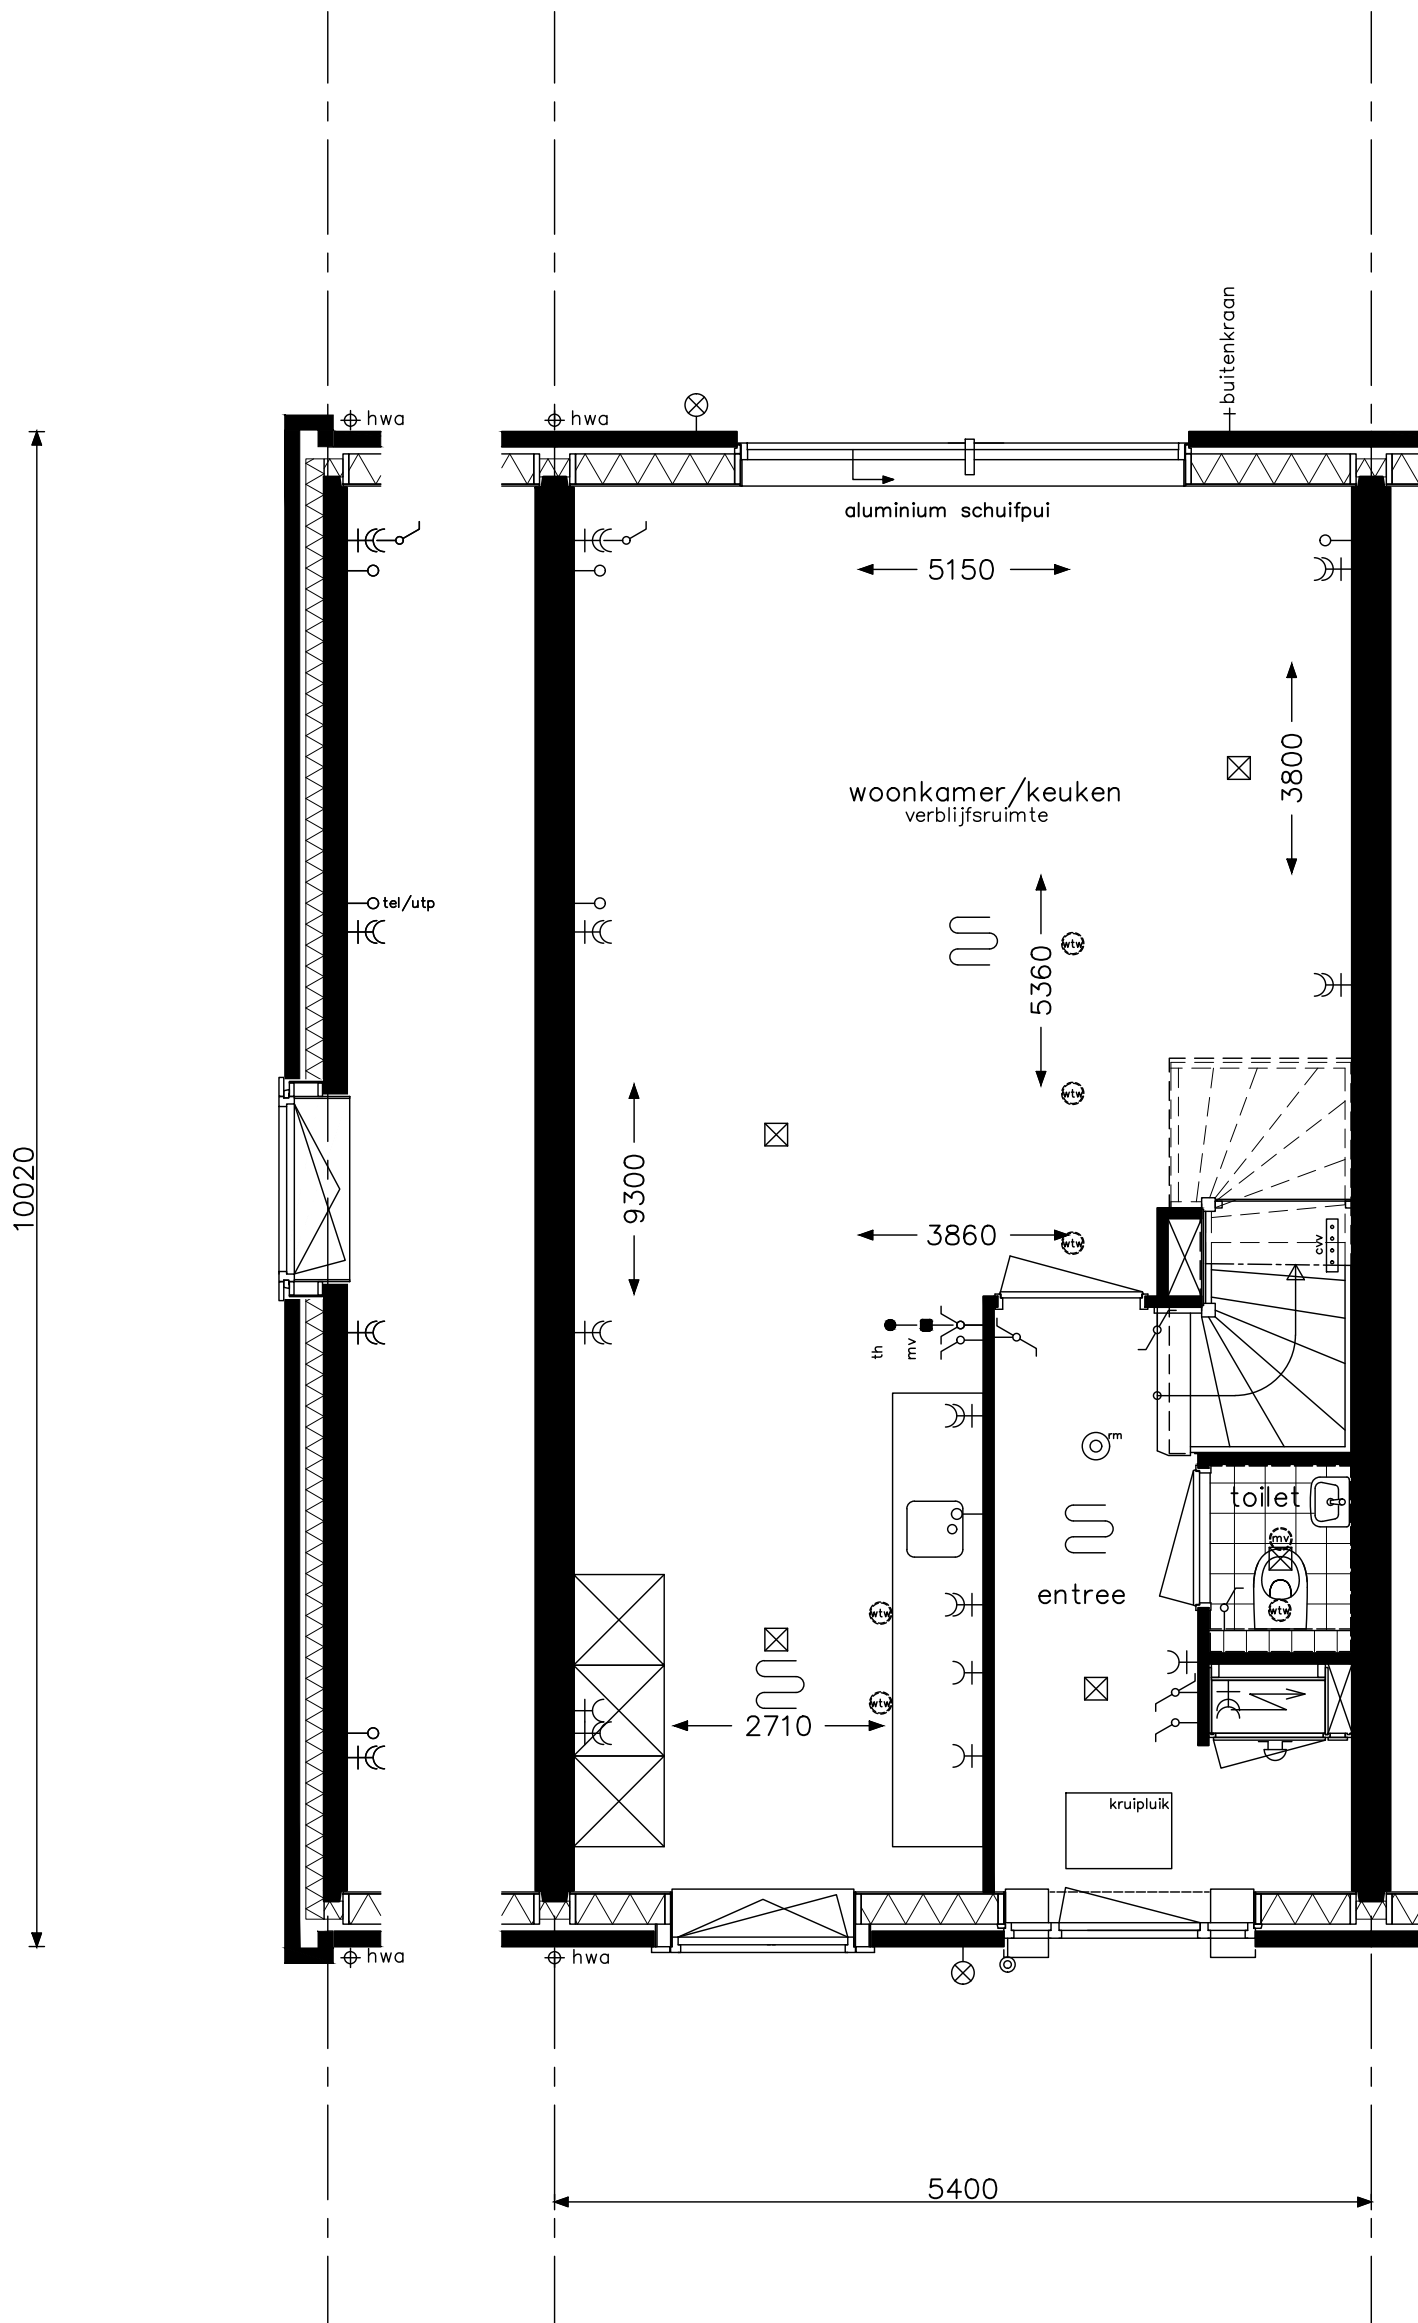 buitenkraan
hwa
hwa
aluminium schuifpui
5150
3800
woonkamer/keuken
verblijfsruimte
tel/utp
wtw
5360
wtw
10020
9300
3860
wtw
cvv
th
mv
rm
toilet
mv
entree
wtw
wtw
wtw
2710
kruipluik
hwa
hwa
5400